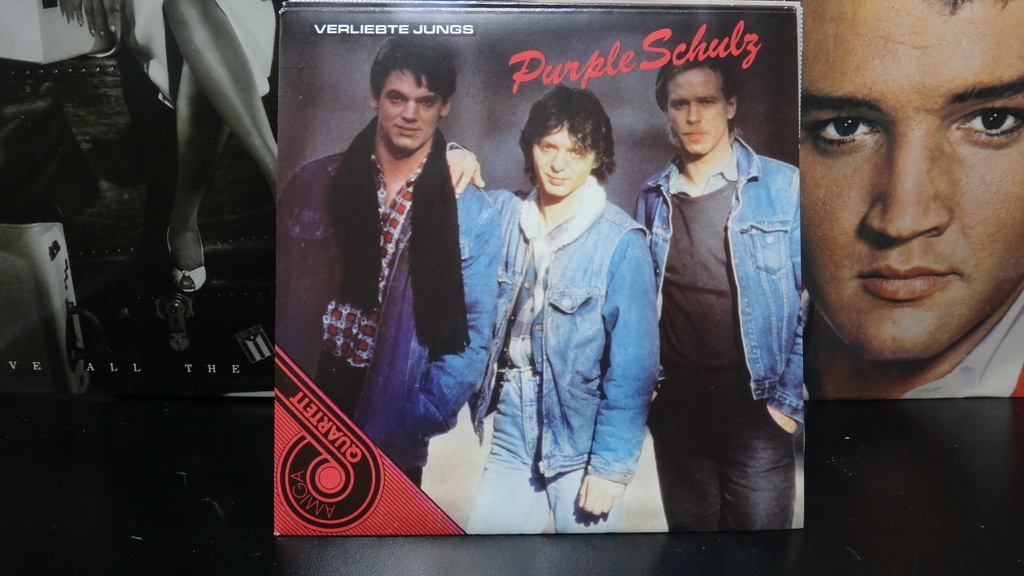 VERLIEBTE JUNGS
Purple Schulz
VE ALL THE
QUARTETT
AMIGA